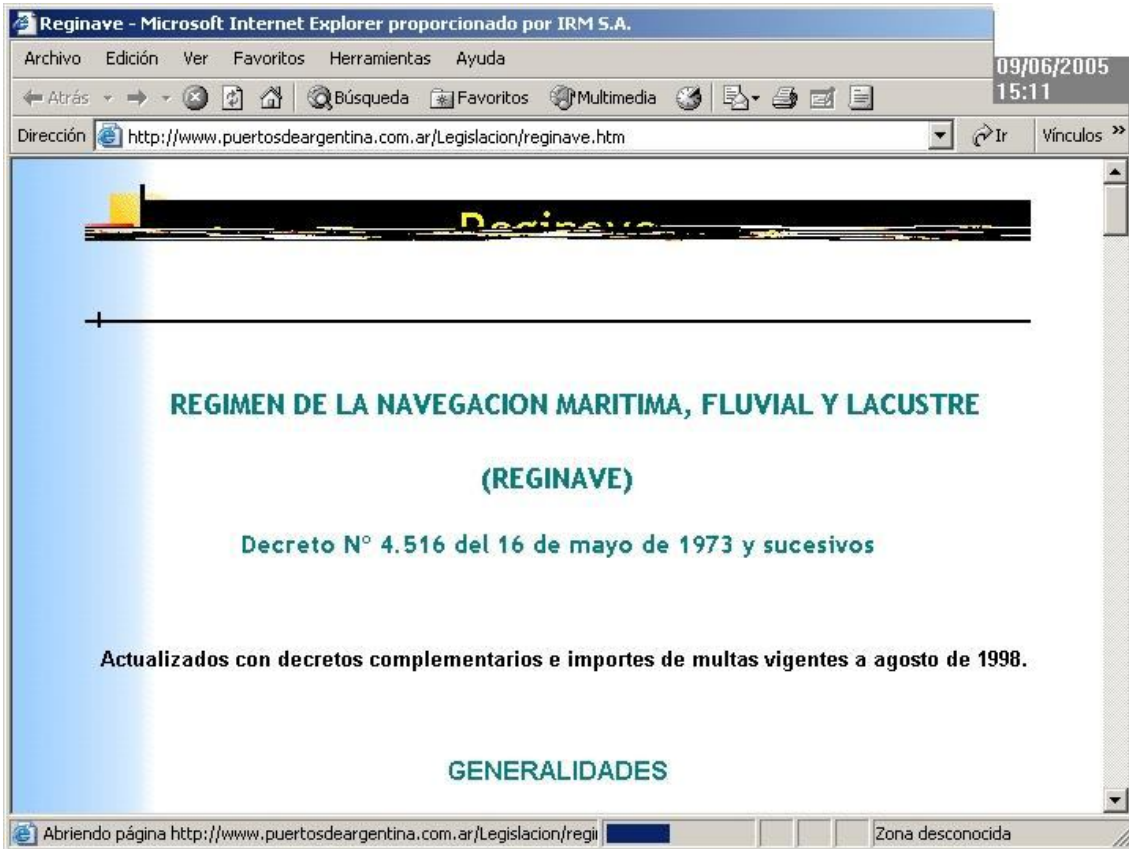 Reginave - Microsoft Internet Explorer proporcionado por IRM S.A.
Archivo Edición Ver Favoritos Herramientas Ayuda
09/06/2005
15:11
Atrás Búsqueda Favoritos Multimedia
Dirección http://www.puertosdeargentina.com.ar/Legislacion/reginave.htm Ir Vínculos »
Reginave
REGIMEN DE LA NAVEGACION MARITIMA, FLUVIAL Y LACUSTRE
(REGINAVE)
Decreto N° 4.516 del 16 de mayo de 1973 y sucesivos
Actualizados con decretos complementarios e importes de multas vigentes a agosto de 1998.
GENERALIDADES
Abriendo página http://www.puertosdeargentina.com.ar/Legislacion/regi Zona desconocida